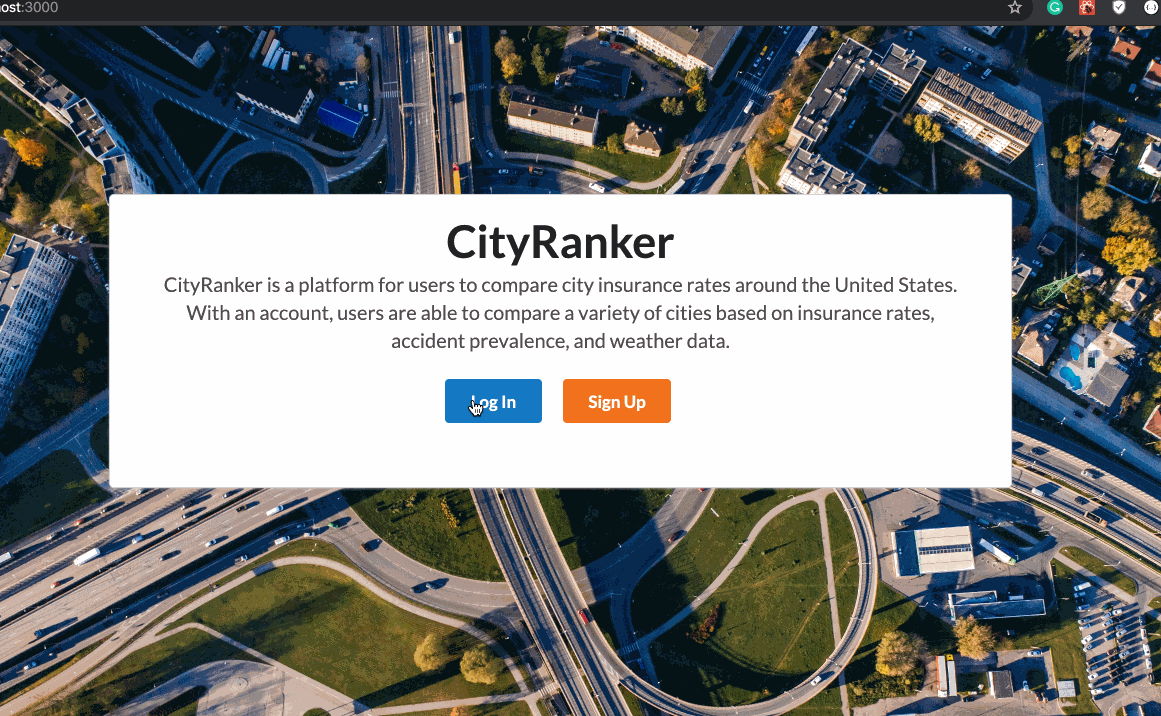 ost:3000
CityRanker
CityRanker is a platform for users to compare city insurance rates around the United States.
With an account, users are able to compare a variety of cities based on insurance rates,
accident prevalence, and weather data.
Log In Sign Up